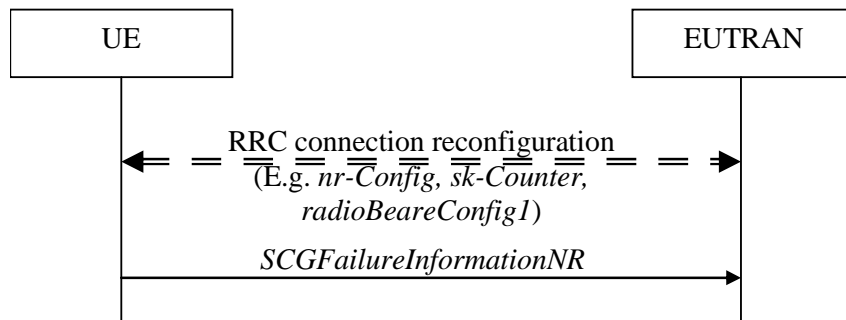 UE
EUTRAN
RRC connection reconfiguration
(E.g. nr-Config, sk-Counter,
radioBeareConfig1)
SCGFailureInformationNR